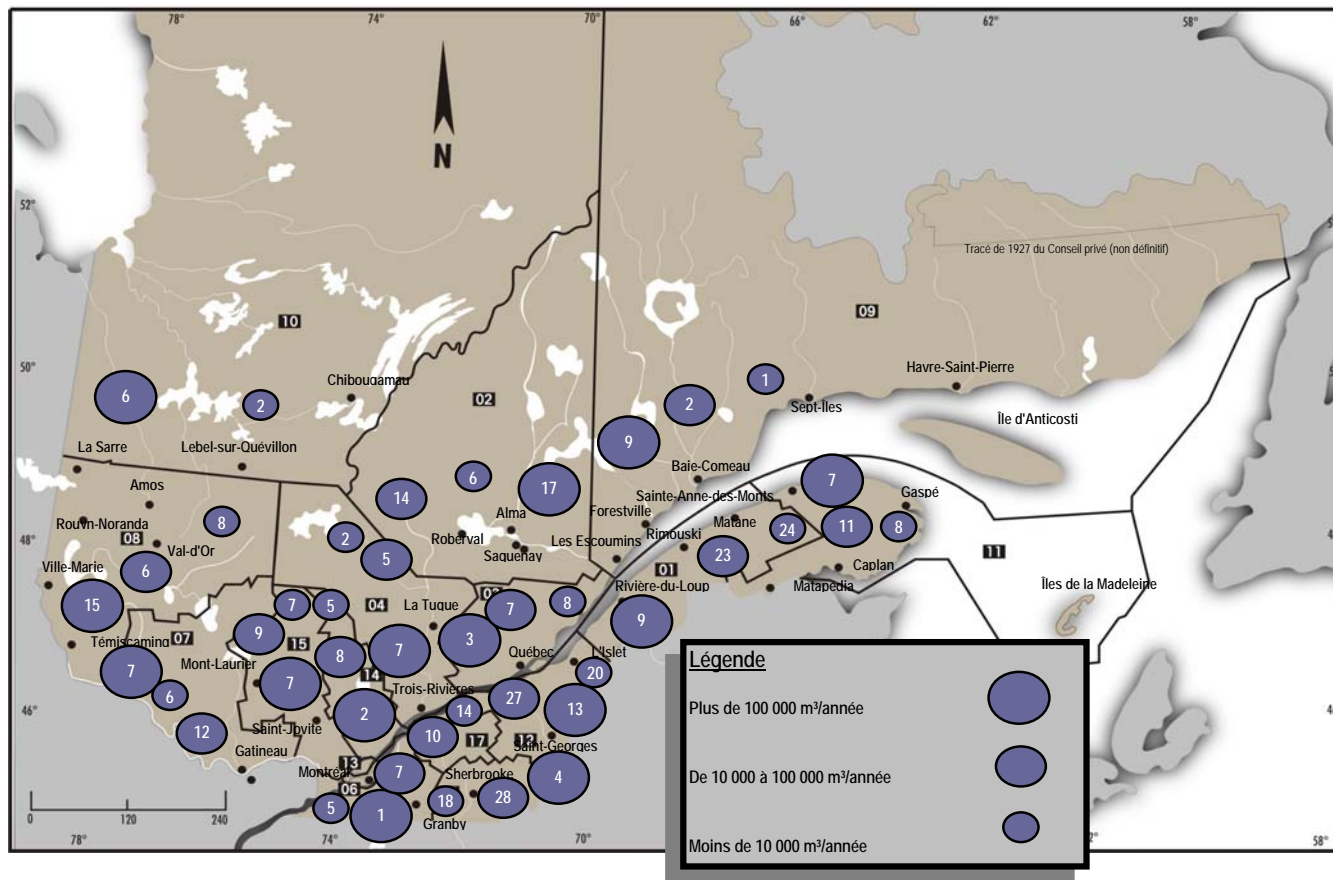 78°
74°
70°
66°
62°
58°
N
52°
Tracé de 1927 du Conseil privé (non définitif)
09
10
50°
Havre-Saint-Pierre
Chibougamau
1
6
2
2
Sept-Îles
02
Île d'Anticosti
9
La Sarre
Lebel-sur-Quévillon
Baie-Comeau
7
6
17
14
Sainte-Anne-des-Monts
Gaspé
Amos
Forestville
Alma
Matane
24
11
8
Rouyn-Noranda
8
Roberval
Rimouski
48°
08
2
Saguenay
Les Escoumins
23
11
Val-d'Or
5
01
Caplan
Ville-Marie
6
Rivière-du-Loup
Matapédia
Îles de la Madeleine
15
7
5
04
La Tuque
7
8
9
Témiscaming
07
9
15
3
7
8
Québec
L'Islet
7
Mont-Laurier
7
14
20
6
Trois-Rivières
27
46°
2
14
13
12
Saint-Jovite
10
17
12
Saint-Georges
Gatineau
13
Montréal
7
Sherbrooke
4
06
28
5
18
1
Granby
0
120
240
78°
74°
70°
58°
Légende
Plus de 100 000 m³/année
De 10 000 à 100 000 m³/année
Moins de 10 000 m³/année